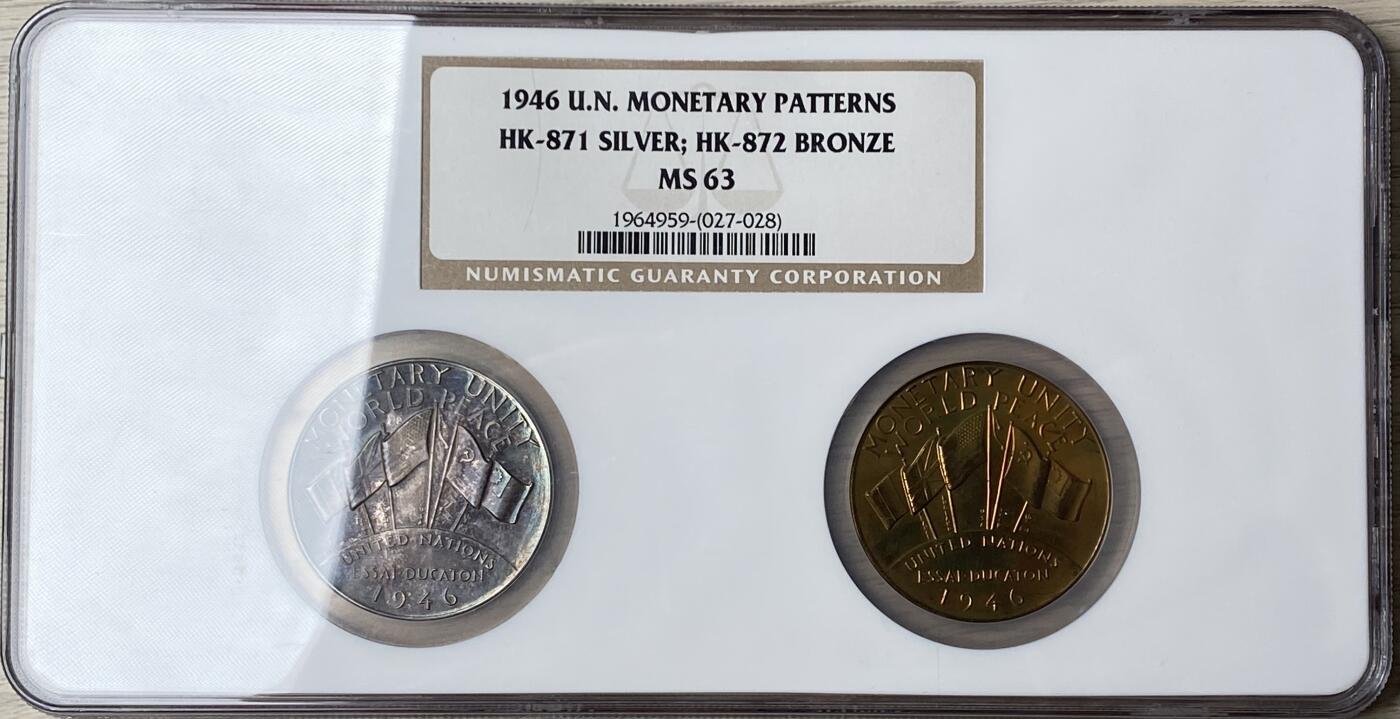 1946 U.N. MONETARY PATTERNS
HK-871 SILVER; HK-872 BRONZE
MS 63
1964959-(027-028)
NUMISMATIC GUARANTY CORPORATION
MONETARY UNITY
WORLD PEACE
UNITED NATIONS
ESSAI-DUCATON
1946
MONETARY UNITY
WORLD PEACE
UNITED NATIONS
ESSAI-DUCATON
1946